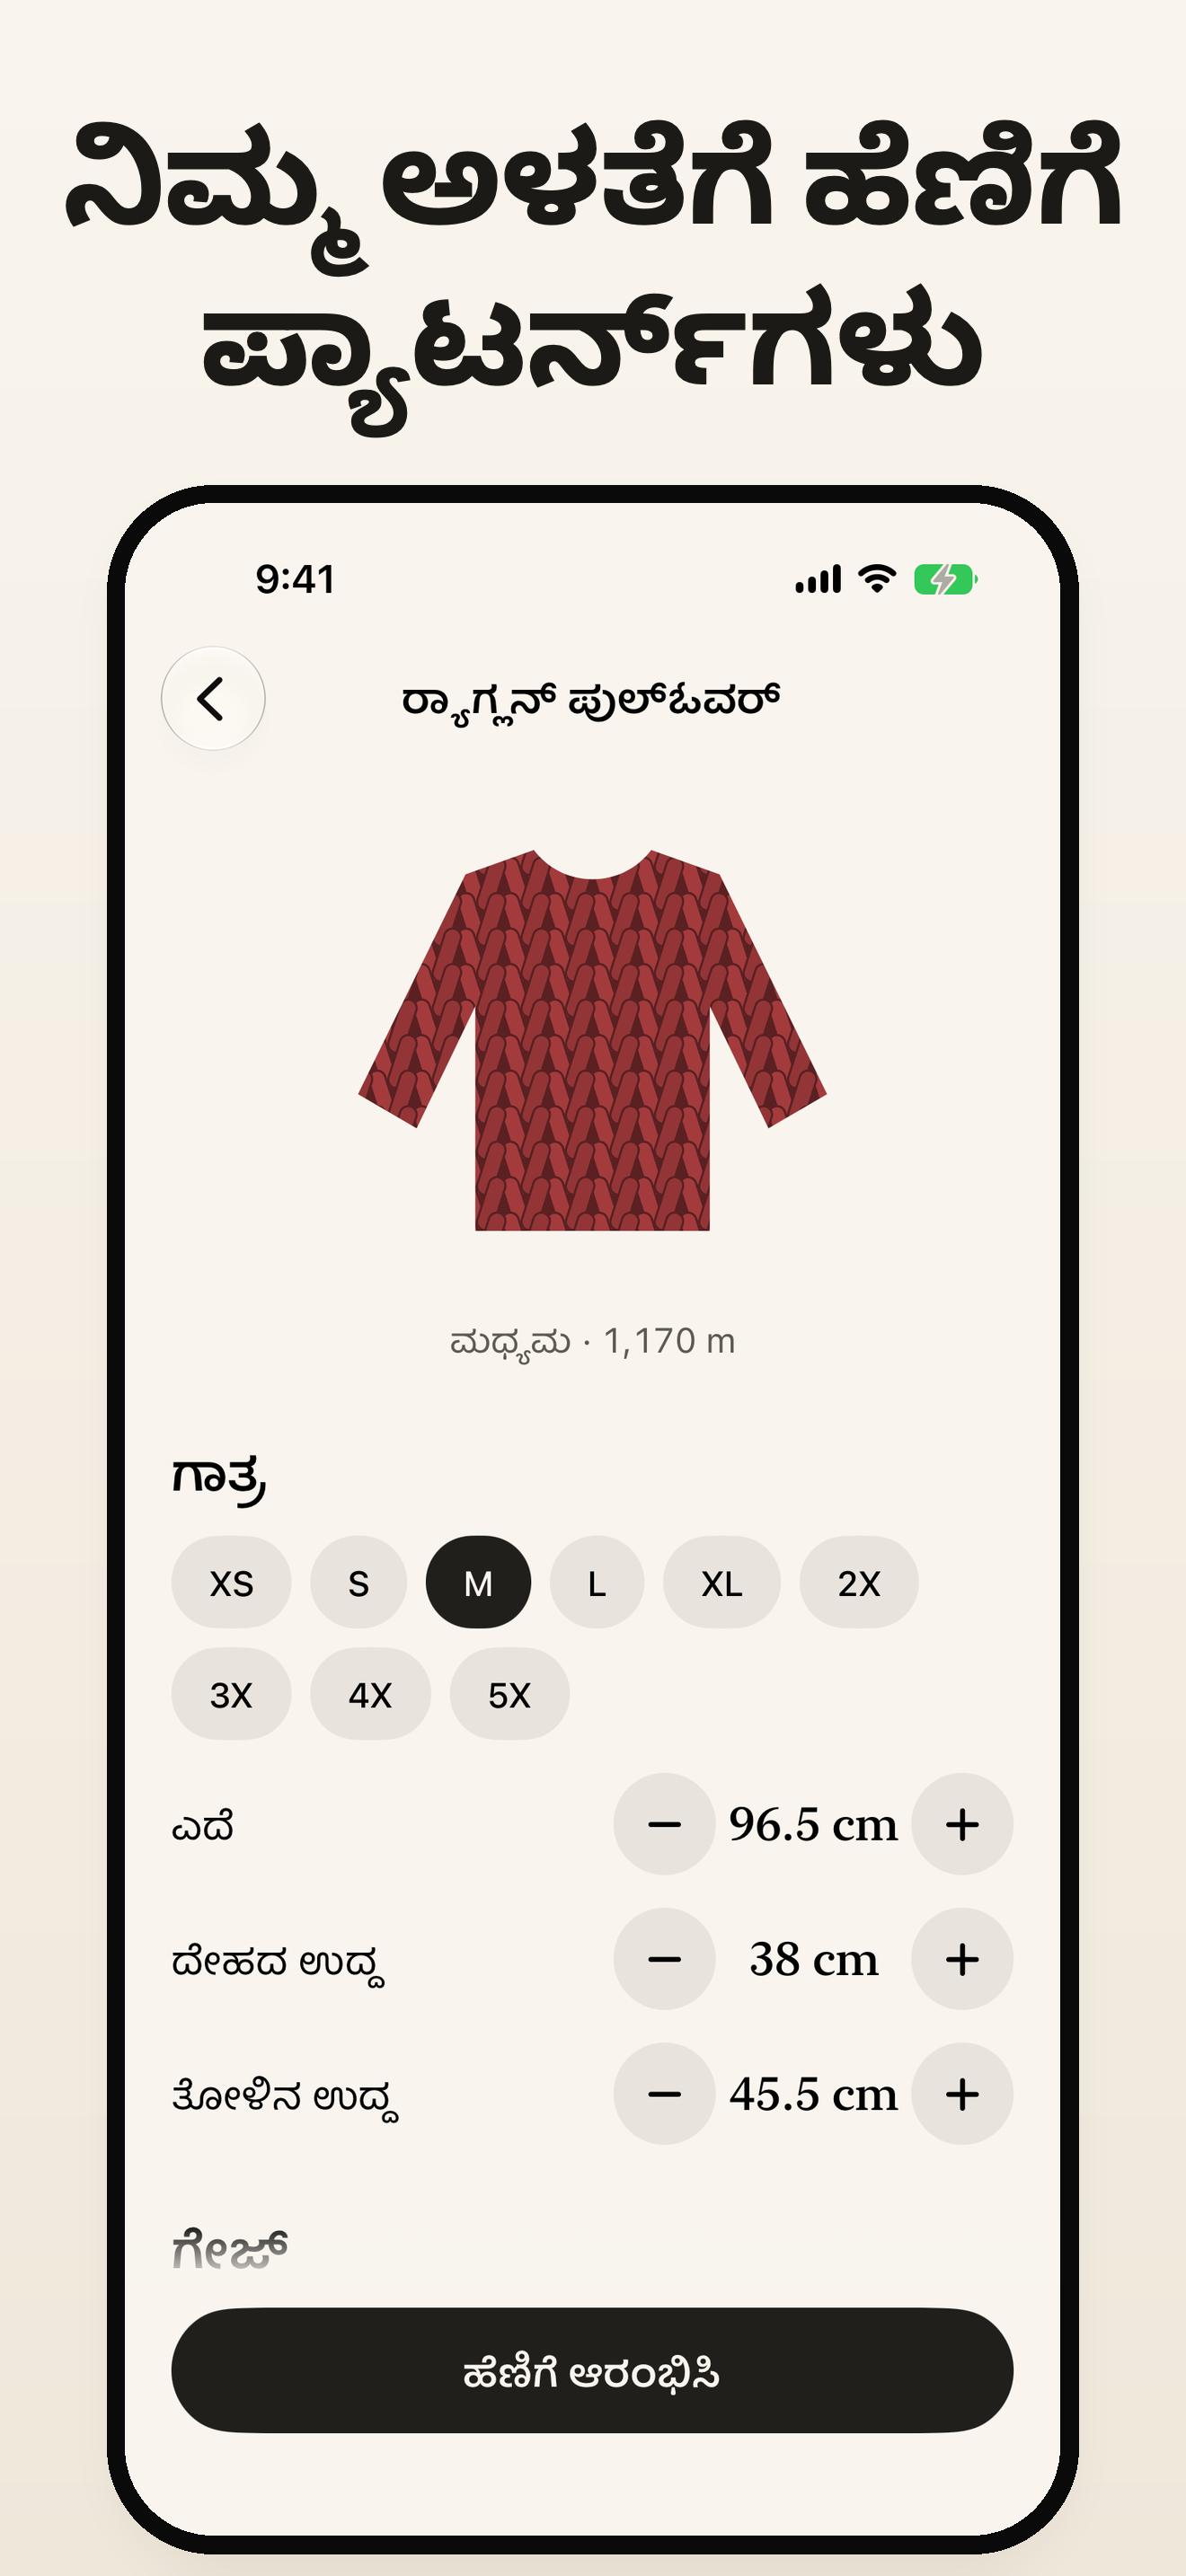 ನಿಮ್ಮ ಅಳತೆಗೆ ಹೆಣಿಗೆ
ಪ್ಯಾಟರ್ನ್‌ಗಳು
9:41
ರ‍್ಯಾಗ್ಲನ್ ಪುಲ್‌ಓವರ್
ಮಧ್ಯಮ · 1,170 m
ಗಾತ್ರ
XS S M L XL 2X
3X 4X 5X
ಎದೆ − 96.5 cm +
ದೇಹದ ಉದ್ದ − 38 cm +
ತೋಳಿನ ಉದ್ದ − 45.5 cm +
ಗೇಜ್
ಹೆಣಿಗೆ ಆರಂಭಿಸಿ